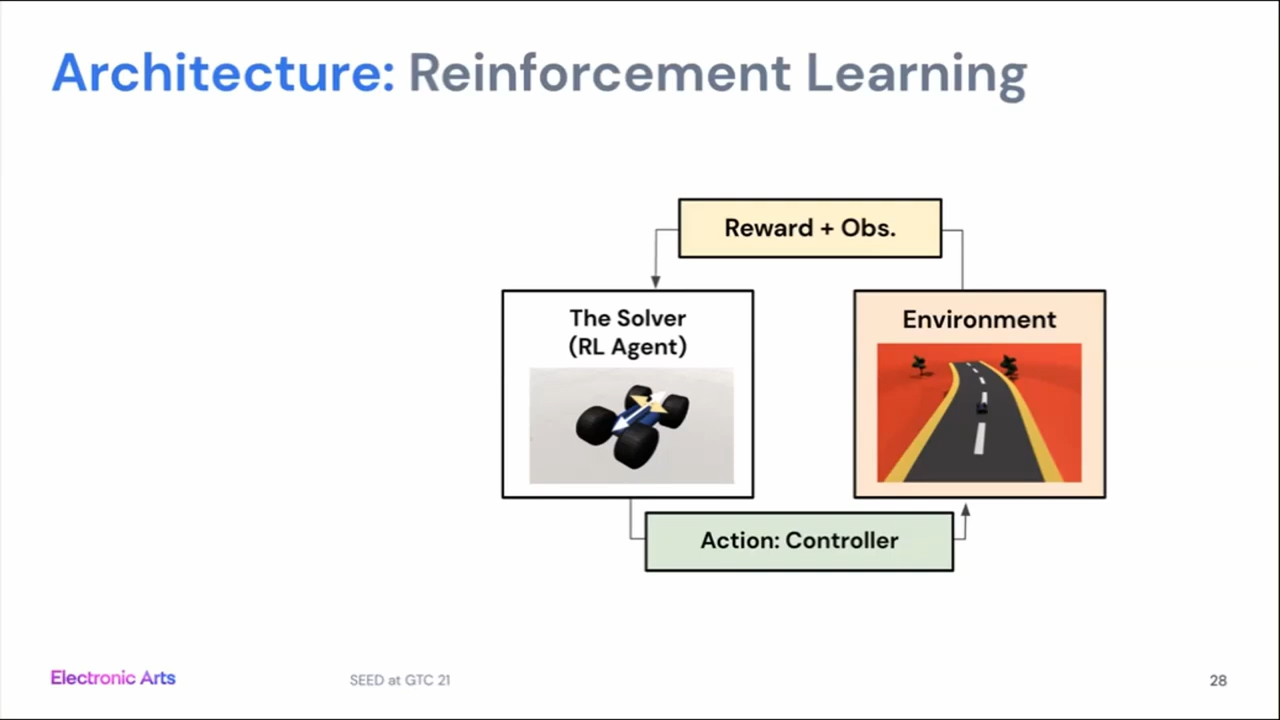 Architecture: Reinforcement Learning
Reward + Obs.
The Solver
(RL Agent)
Environment
Action: Controller
Electronic Arts
SEED at GTC 21
28